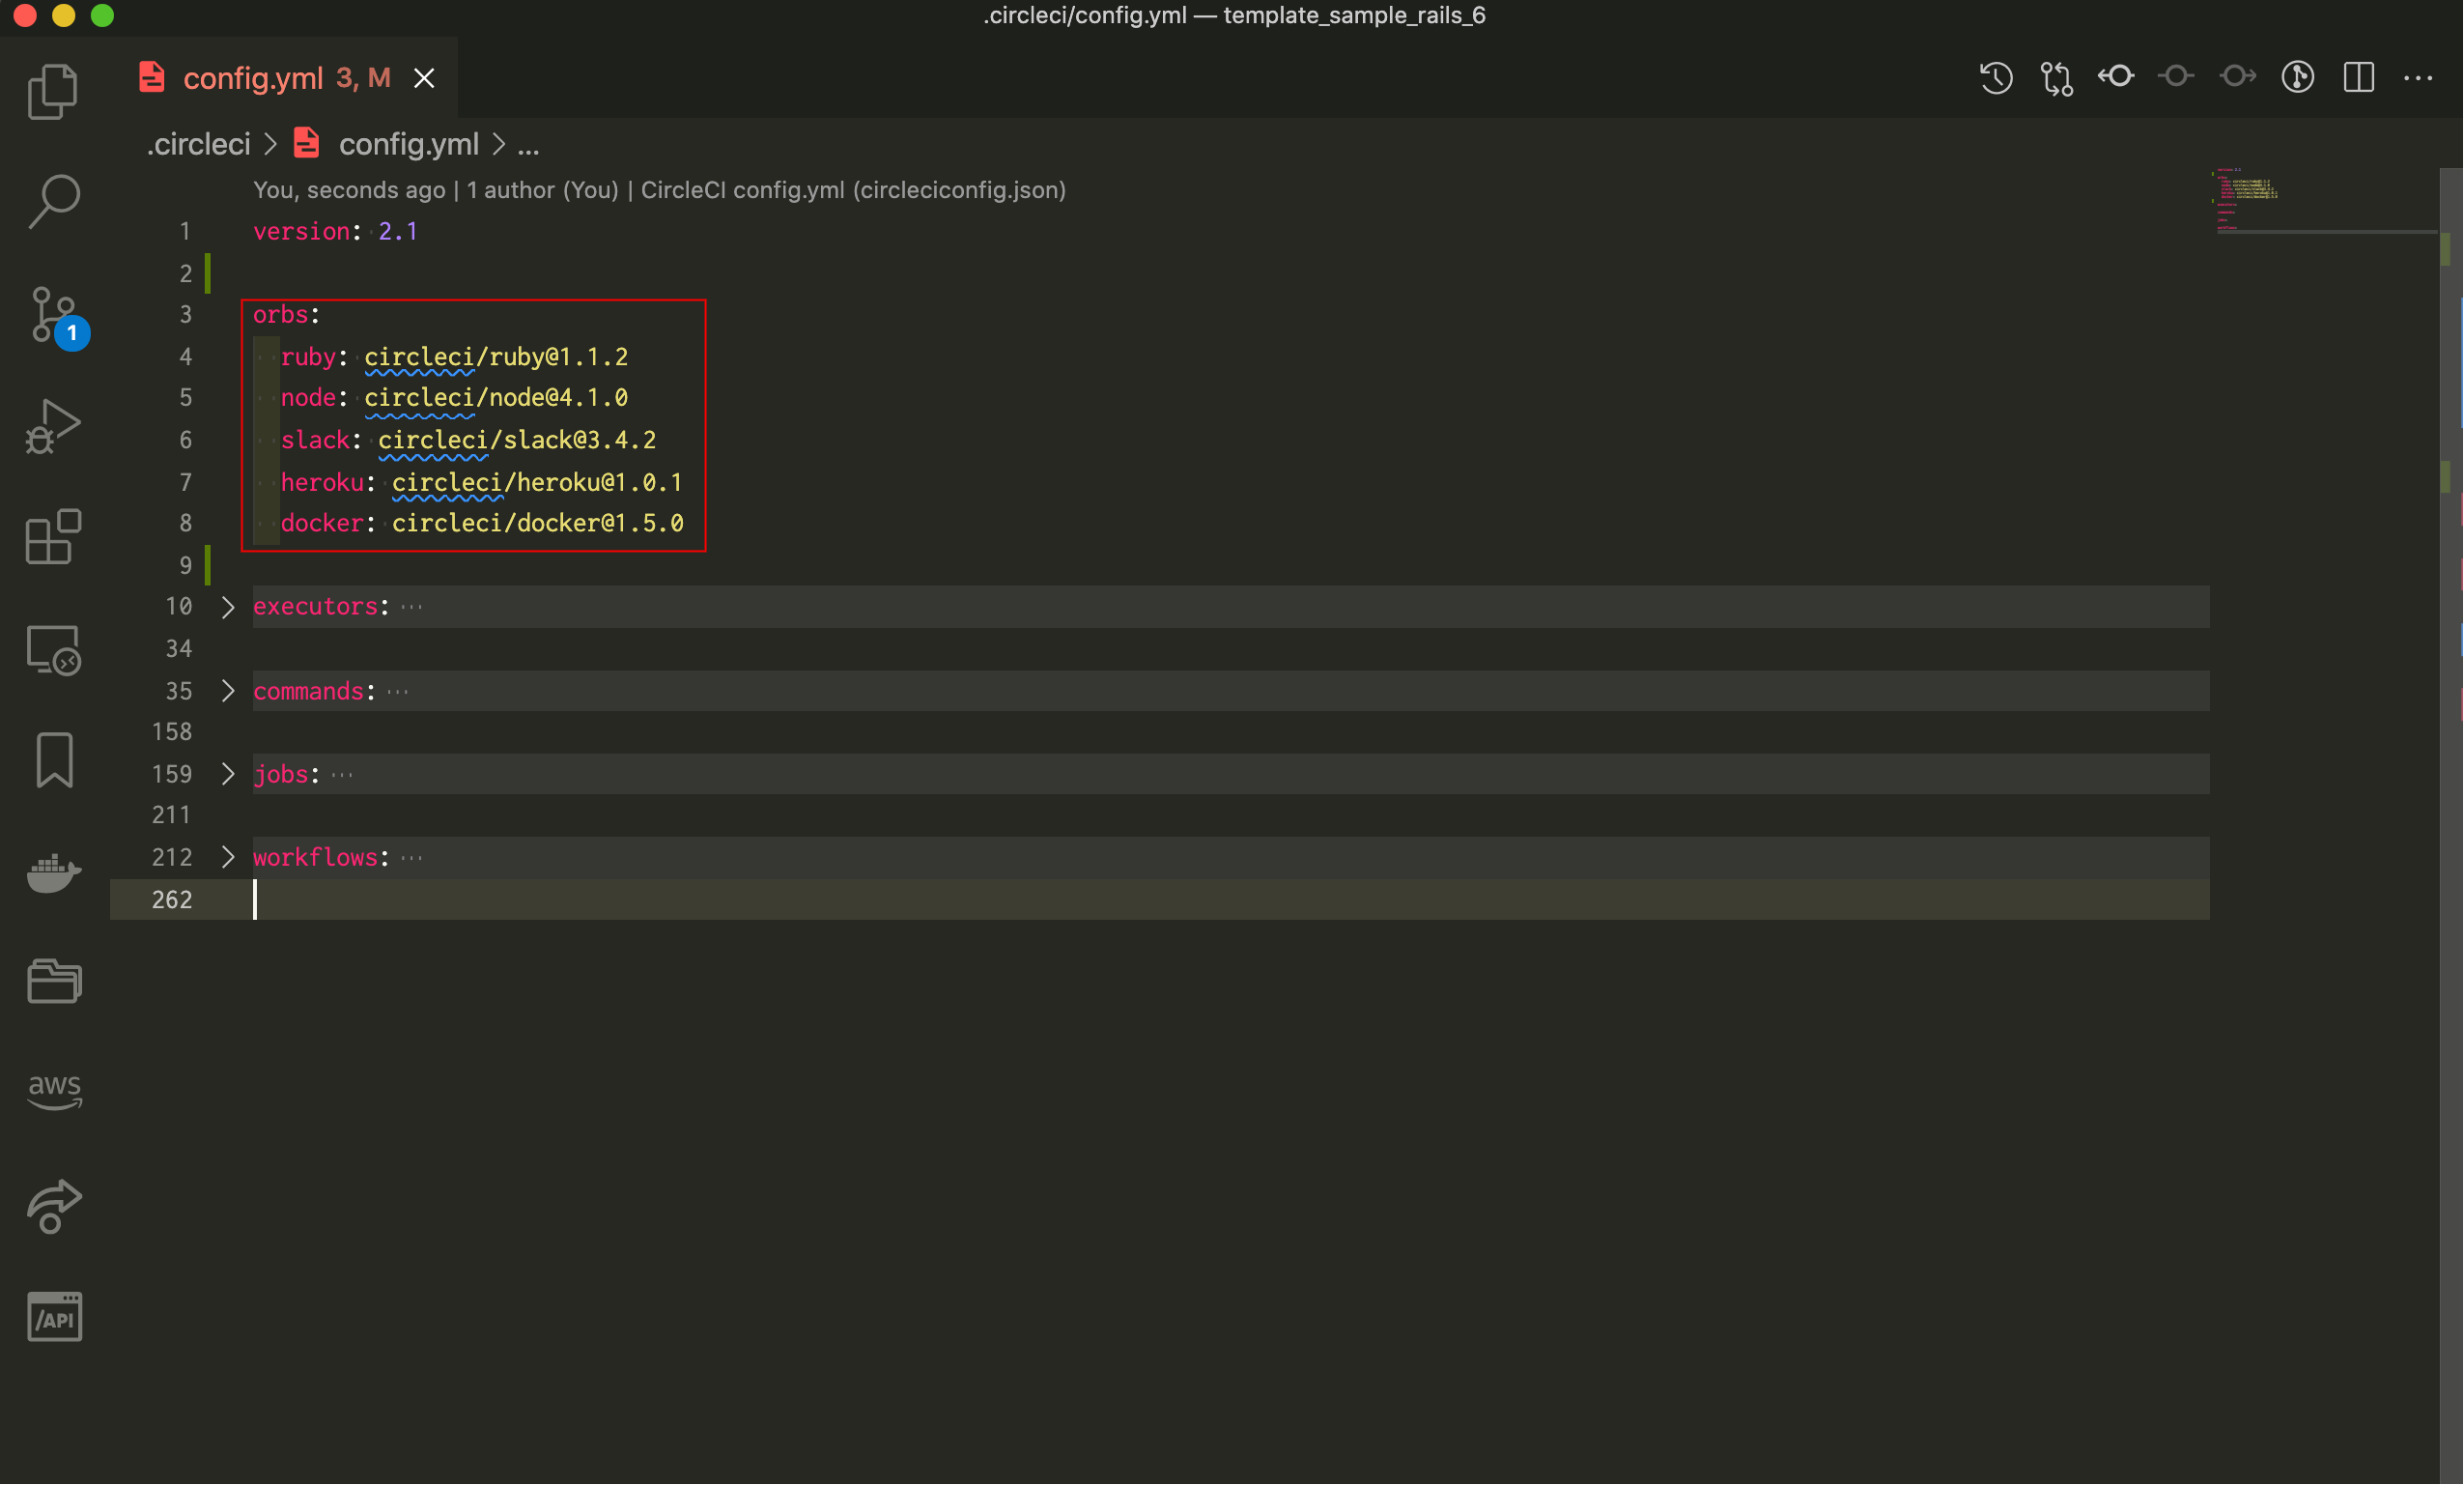 .circleci/config.yml — template_sample_rails_6
config.yml 3, M
.circleci > config.yml > ...
You, seconds ago | 1 author (You) | CircleCI config.yml (circleciconfig.json)
1 version: 2.1
2
3 orbs:
4 ruby: circleci/ruby@1.1.2
5 node: circleci/node@4.1.0
6 slack: circleci/slack@3.4.2
7 heroku: circleci/heroku@1.0.1
8 docker: circleci/docker@1.5.0
9
10 executors: ...
34
35 commands: ...
158
159 jobs: ...
211
212 workflows: ...
262
1
aws
/API